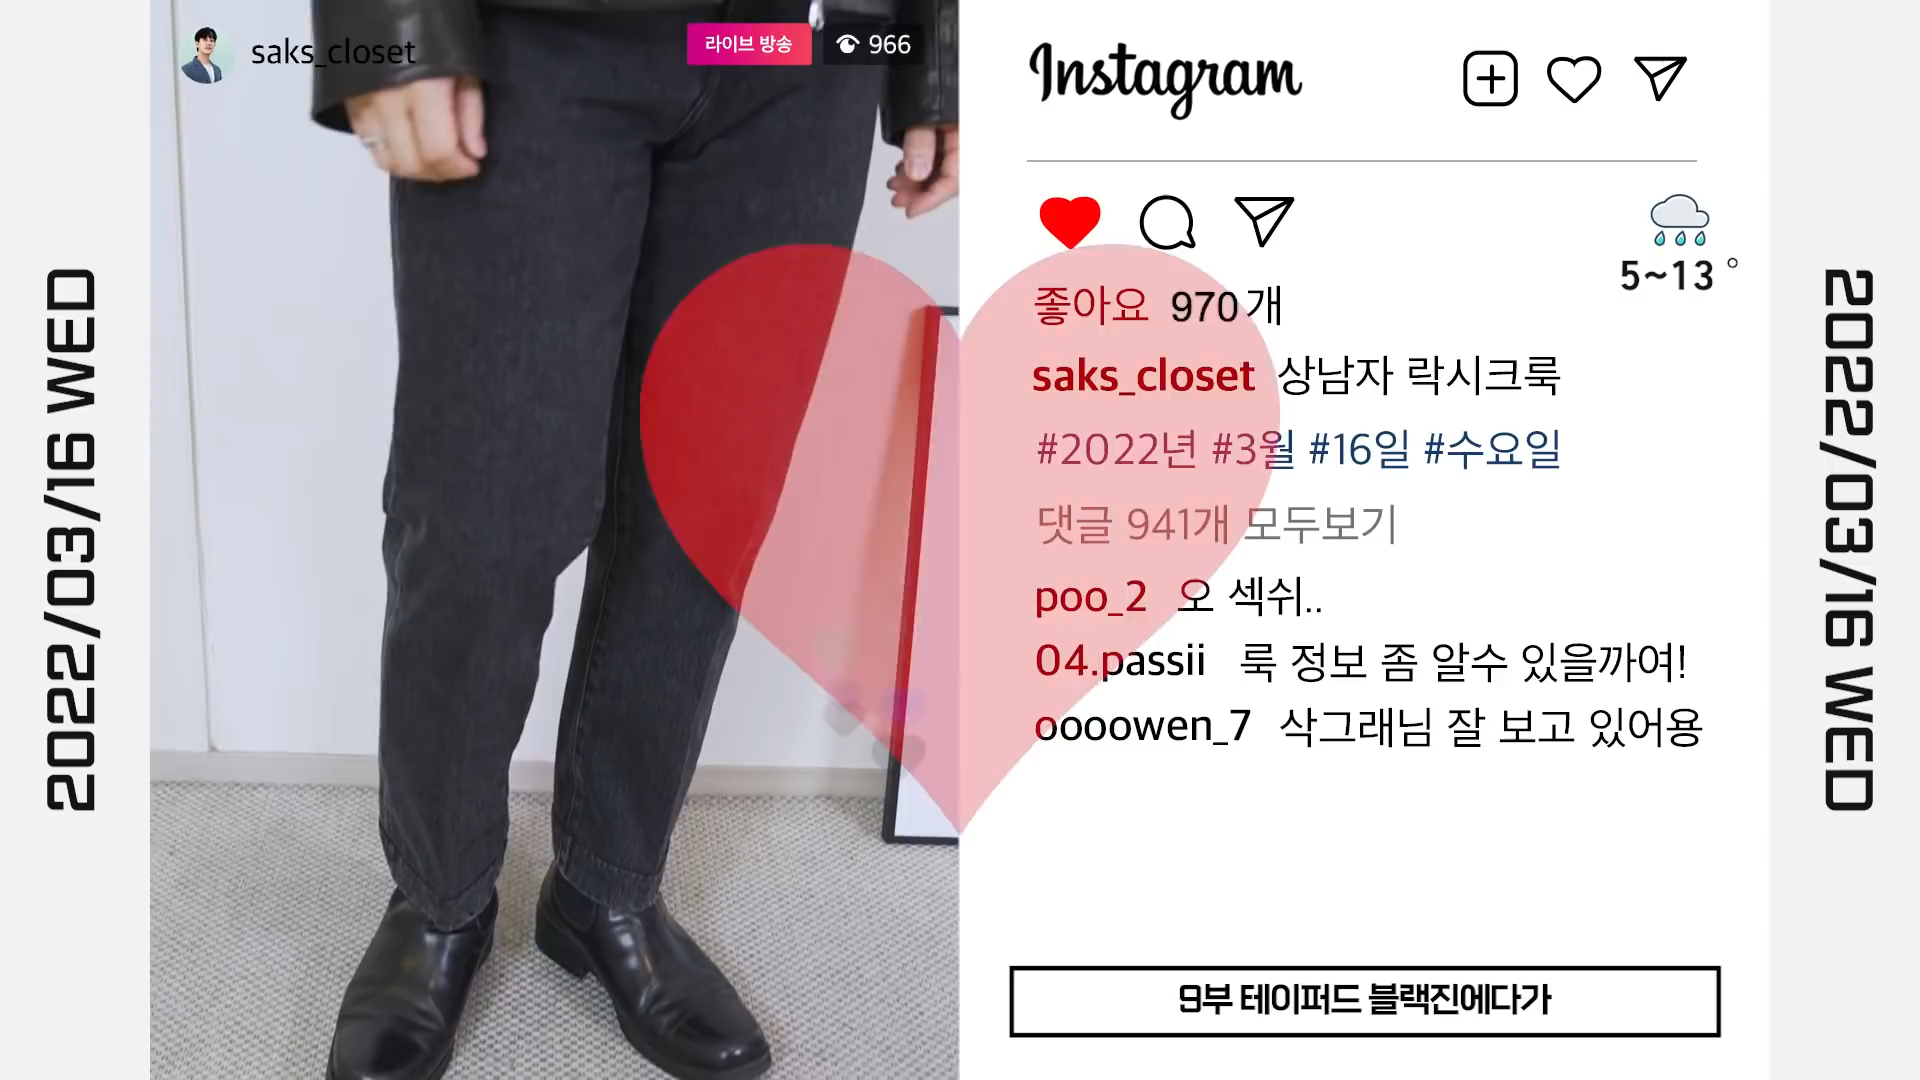 2022/03/16 WED
saks_closet
라이브 방송 966
Instagram
5~13°
좋아요 970개
saks_closet 상남자 락시크룩
#2022년 #3월 #16일 #수요일
댓글 941개 모두보기
poo_2 오 섹쉬..
04.passii 룩 정보 좀 알수 있을까여!
oooowen_7 삭그래님 잘 보고 있어용
9부 테이퍼드 블랙진에다가
2022/03/16 WED